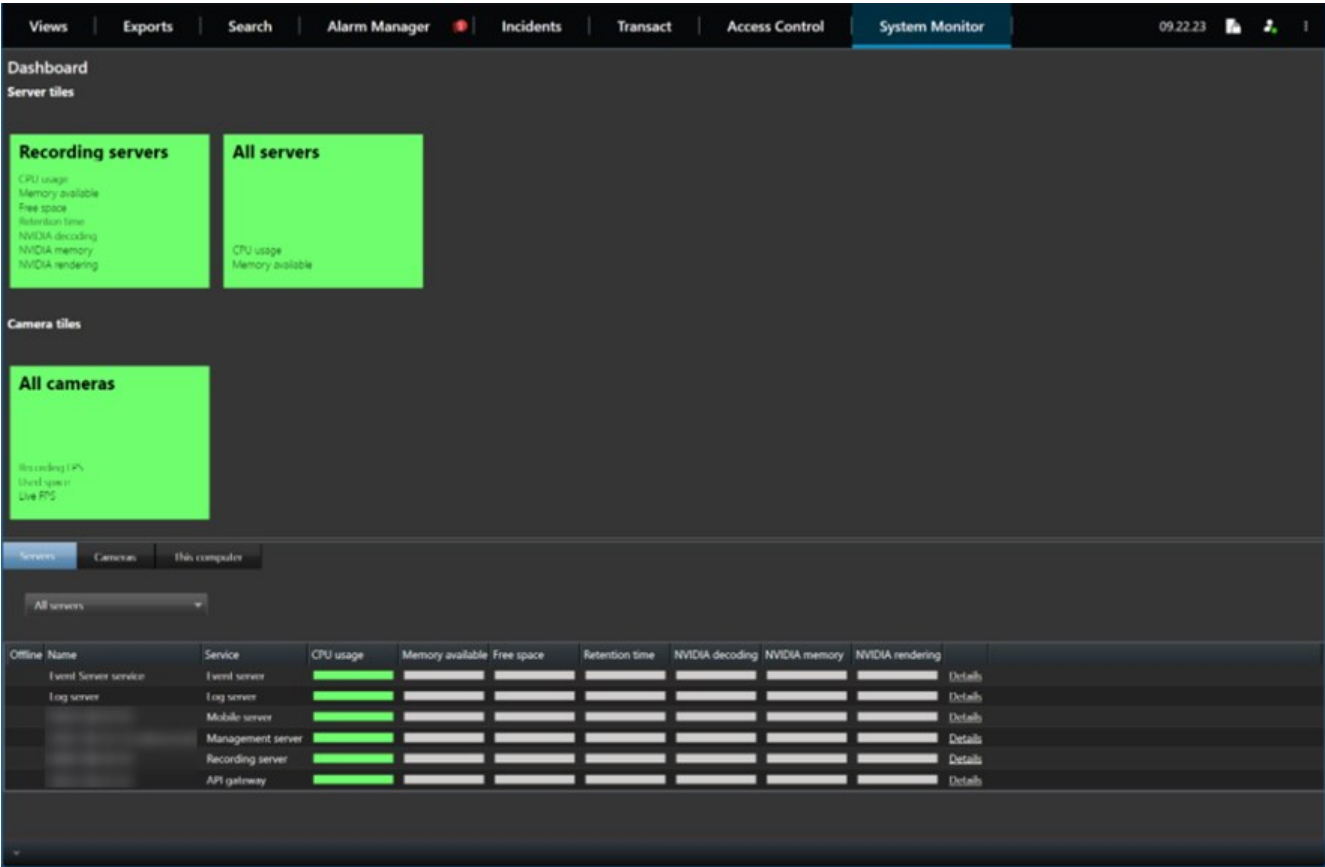 Views Exports Search Alarm Manager Incidents Transact Access Control System Monitor 09.22.23
Dashboard
Server tiles
Recording servers
CPU usage
Memory available
Free space
Retention time
NVIDIA decoding
NVIDIA memory
NVIDIA rendering
All servers
CPU usage
Memory available
Camera tiles
All cameras
Recording FPS
Used space
Live FPS
Servers Cameras This computer
All servers
Offline Name Service CPU usage Memory available Free space Retention time NVIDIA decoding NVIDIA memory NVIDIA rendering
Event Server service Event server Details
Log server Log server Details
Mobile server Details
Management server Details
Recording server Details
API gateway Details